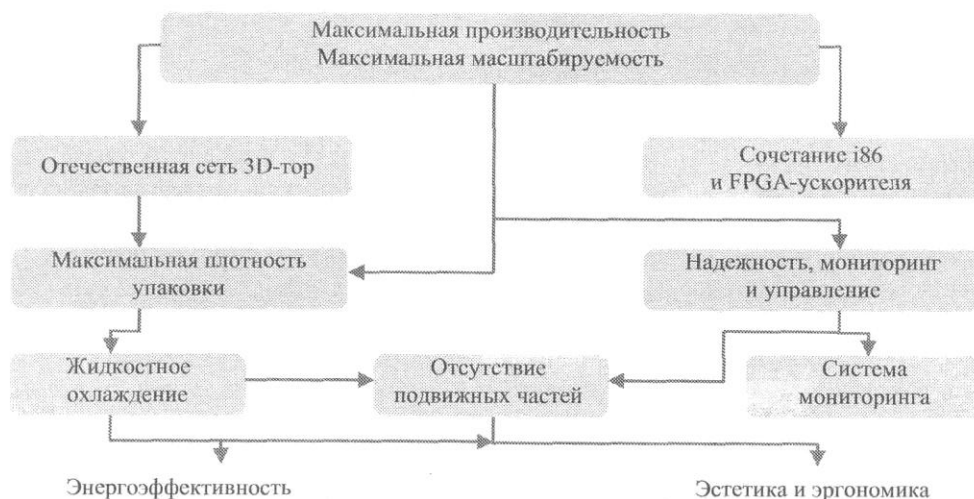 Максимальная производительность
Максимальная масштабируемость
Отечественная сеть 3D-тор
Сочетание i86
и FPGA-ускорителя
Максимальная плотность
упаковки
Надежность, мониторинг
и управление
Жидкостное
охлаждение
Отсутствие
подвижных частей
Система
мониторинга
Энергоэффективность
Эстетика и эргономика